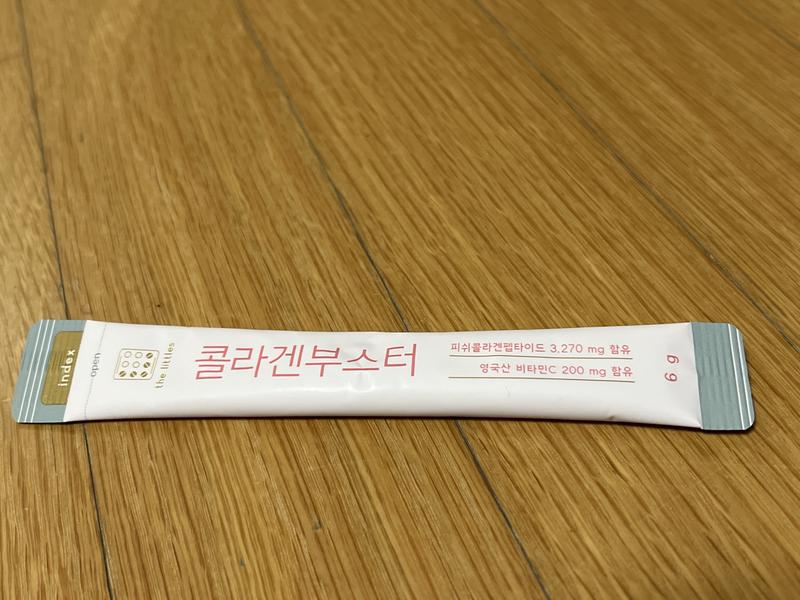 index
open
the littles
콜라겐부스터
피쉬콜라겐펩타이드 3,270 mg 함유
영국산 비타민C 200 mg 함유
6 g